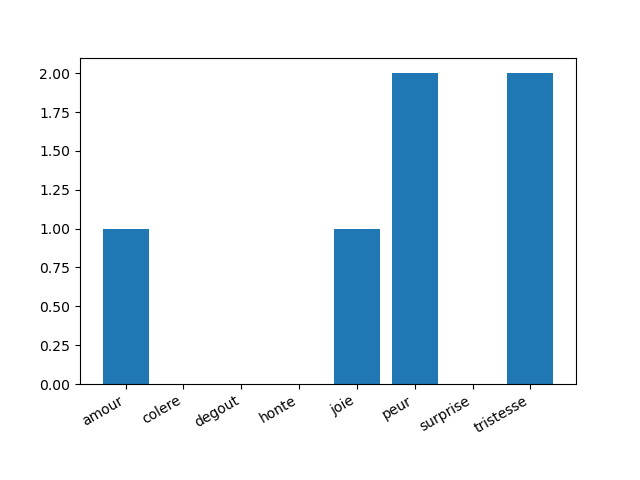 2.00
1.75
1.50
1.25
1.00
0.75
0.50
0.25
0.00
amour
colere
degout
honte
joie
peur
surprise
tristesse